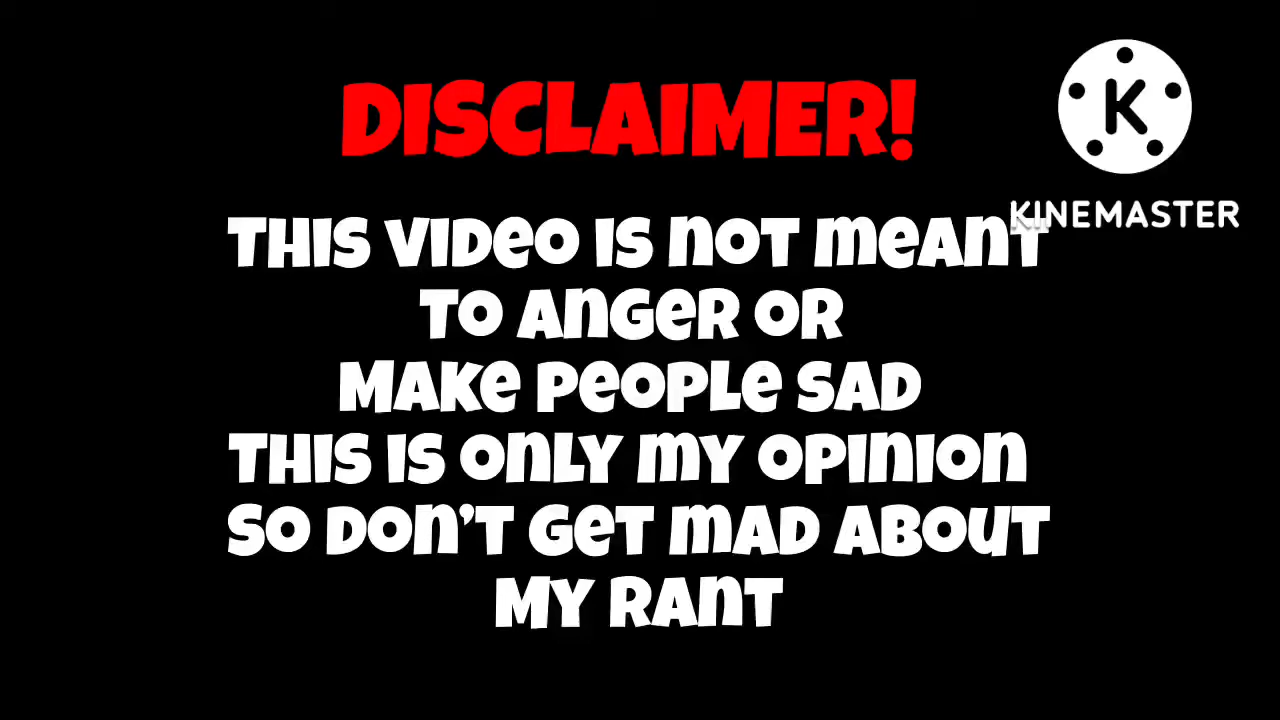 DISCLAIMER!
K
KINEMASTER
THIS VIDEO IS NOT MEANT
TO ANGER OR
MAKE PEOPLE SAD
THIS IS ONLY MY OPINION
SO DON'T GET MAD ABOUT
MY RANT